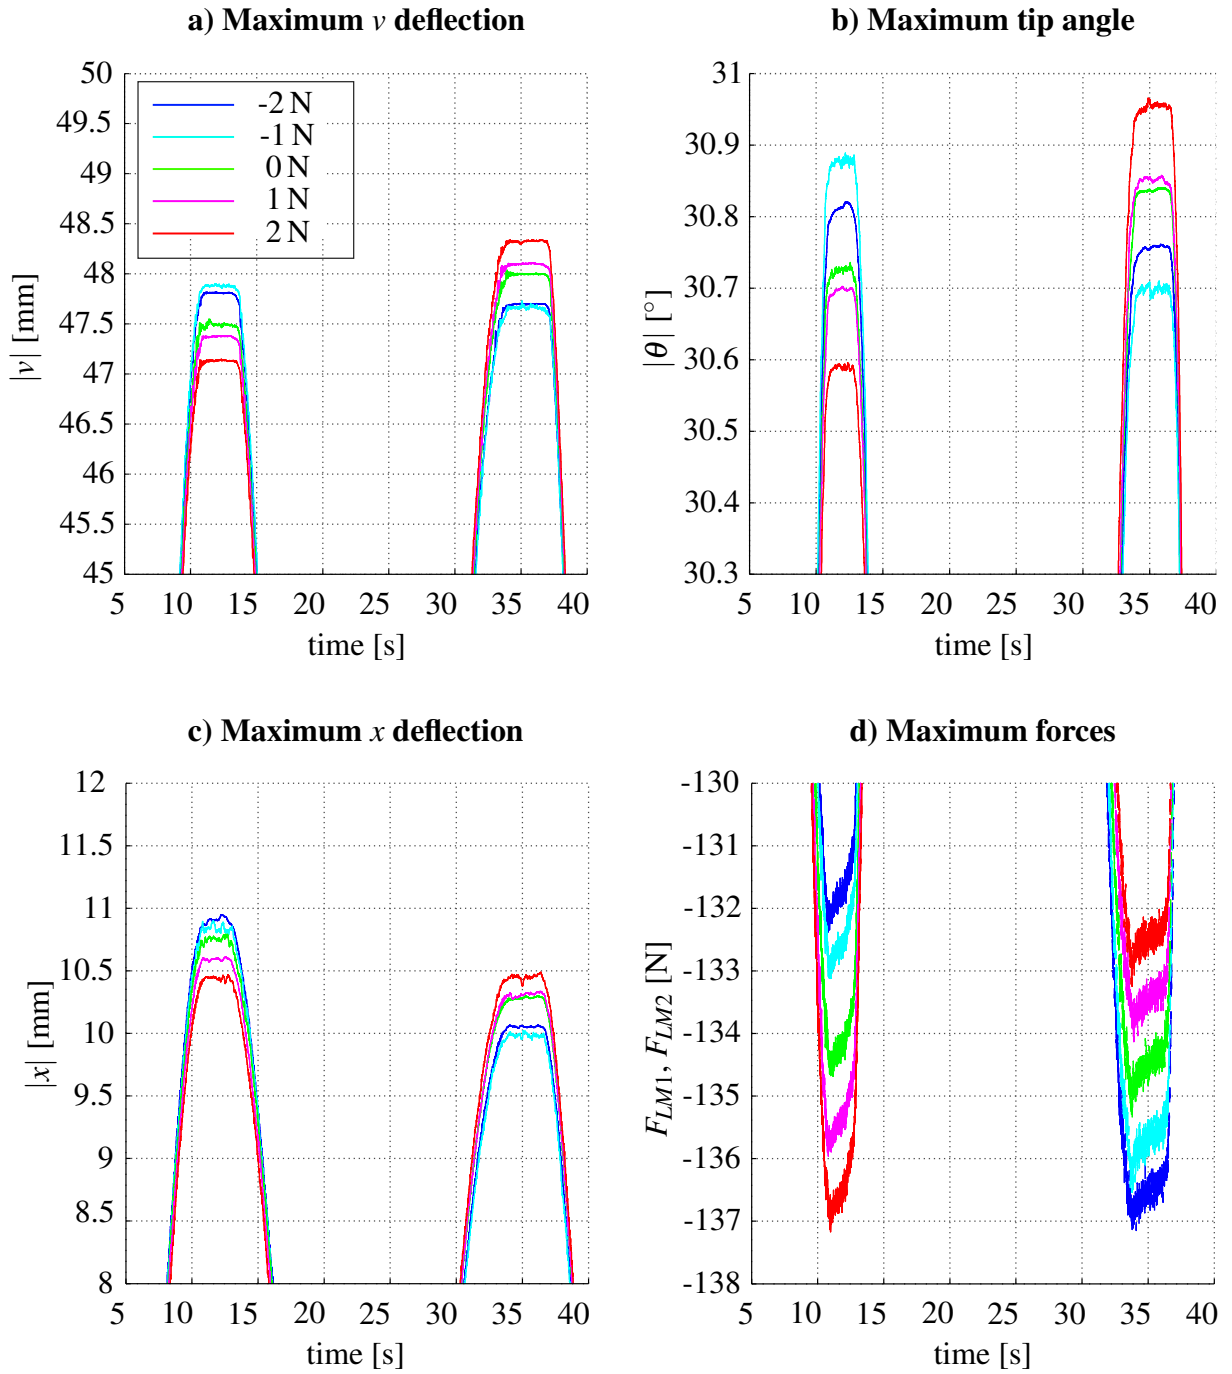 a) Maximum v deflection
50
49.5
49
48.5
48
47.5
47
46.5
46
45.5
45
|v| [mm]
-2 N
-1 N
0 N
1 N
2 N
5 10 15 20 25 30 35 40
time [s]
b) Maximum tip angle
31
30.9
30.8
30.7
30.6
30.5
30.4
30.3
|θ| [°]
5 10 15 20 25 30 35 40
time [s]
c) Maximum x deflection
12
11.5
11
10.5
10
9.5
9
8.5
8
|x| [mm]
5 10 15 20 25 30 35 40
time [s]
d) Maximum forces
-130
-131
-132
-133
-134
-135
-136
-137
-138
F_LM1, F_LM2 [N]
5 10 15 20 25 30 35 40
time [s]